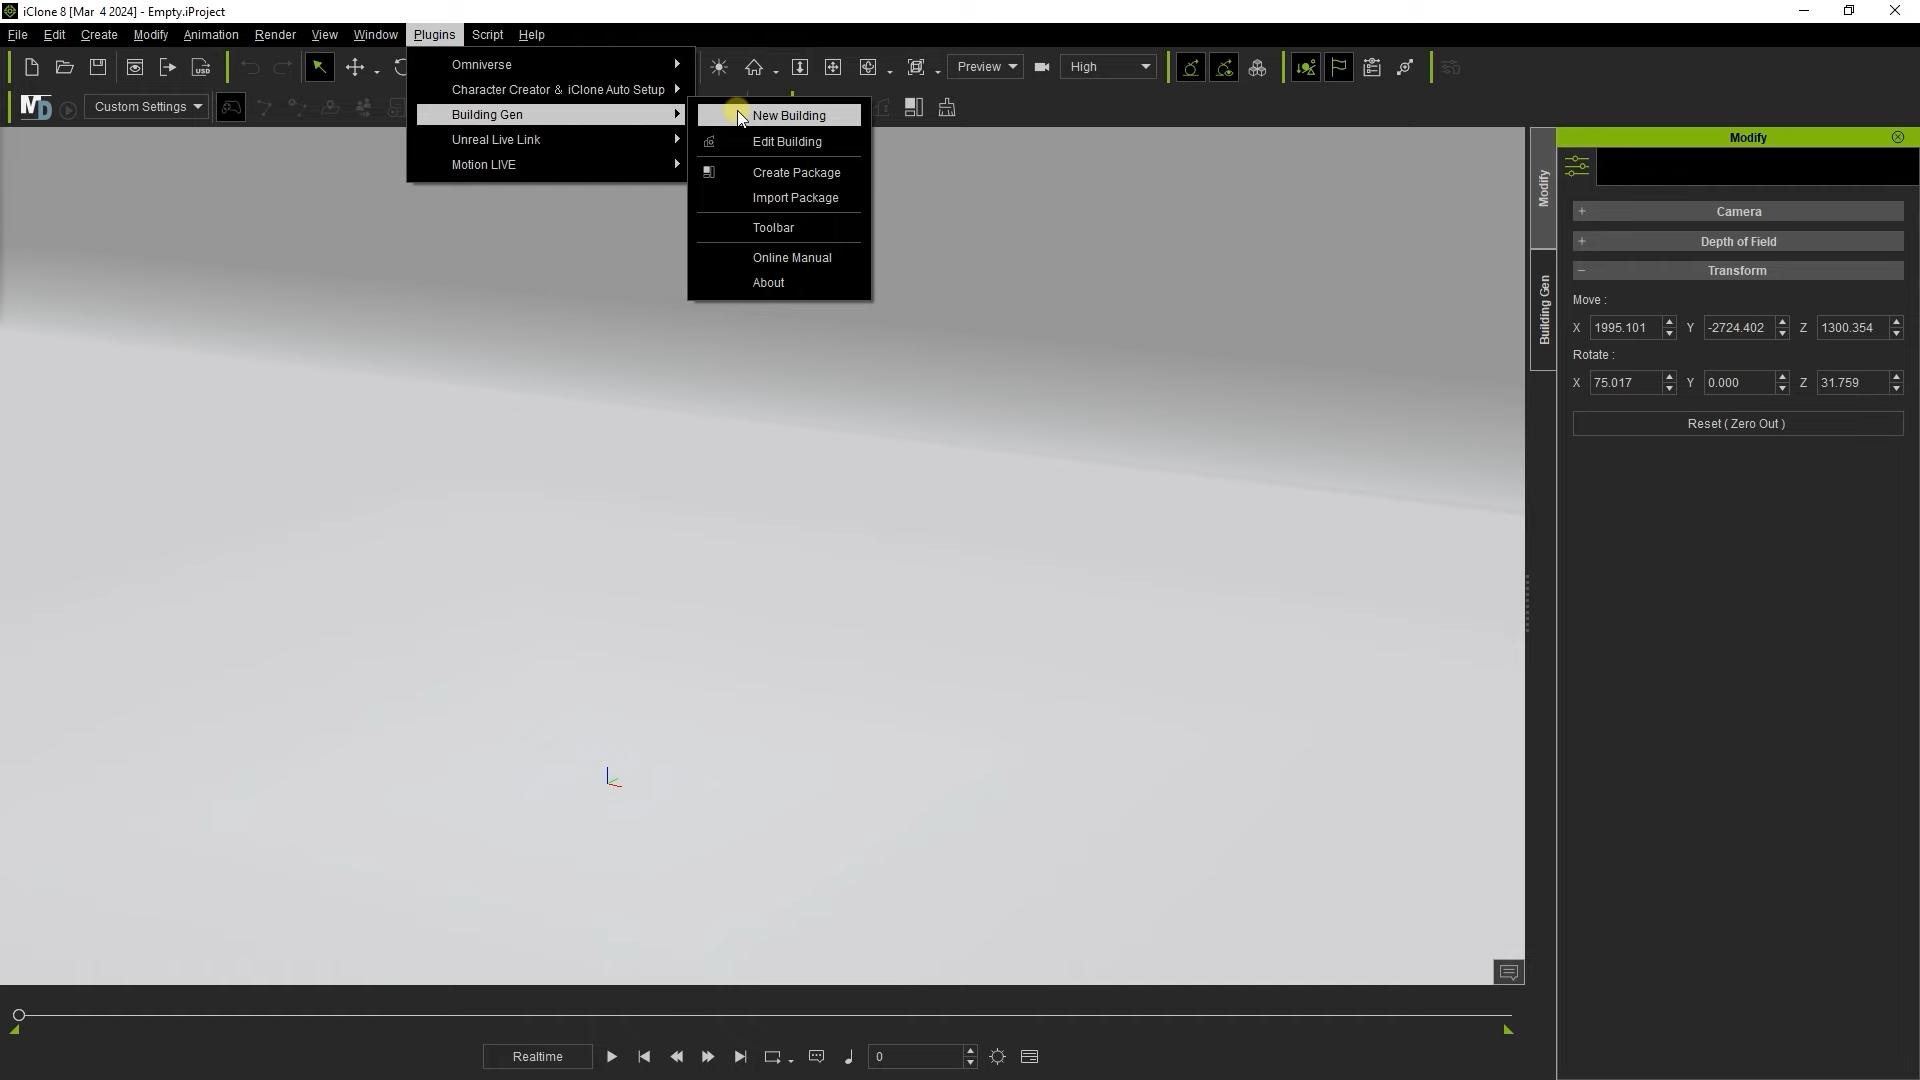 iClone 8 [Mar 4 2024] - Empty.iProject
File Edit Create Modify Animation Render View Window Plugins Script Help
USD
Preview High
MD Custom Settings
Omniverse
Character Creator & iClone Auto Setup
Building Gen
Unreal Live Link
Motion LIVE
New Building
Edit Building
Create Package
Import Package
Toolbar
Online Manual
About
Modify
Building Gen
Modify
Camera
Depth of Field
Transform
Move :
X 1995.101 Y -2724.402 Z 1300.354
Rotate :
X 75.017 Y 0.000 Z 31.759
Reset ( Zero Out )
Realtime 0